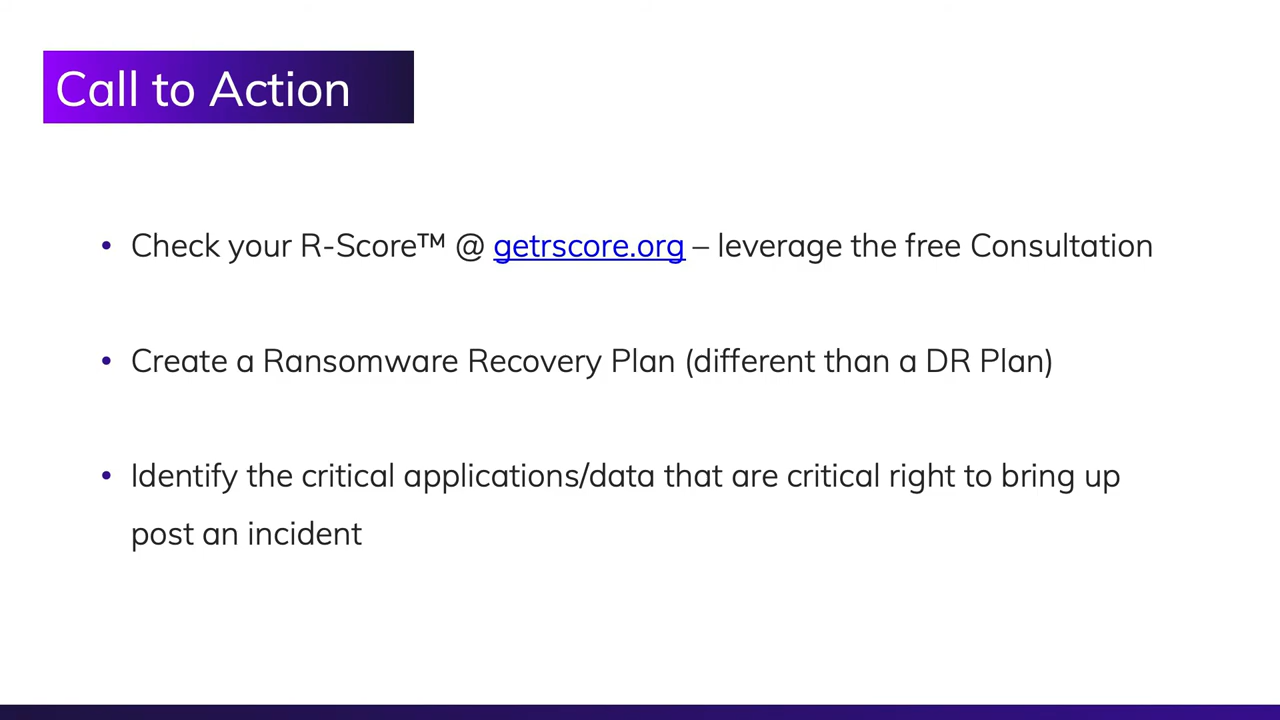 Call to Action
• Check your R-Score™ @ getrscore.org – leverage the free Consultation
• Create a Ransomware Recovery Plan (different than a DR Plan)
• Identify the critical applications/data that are critical right to bring up
post an incident